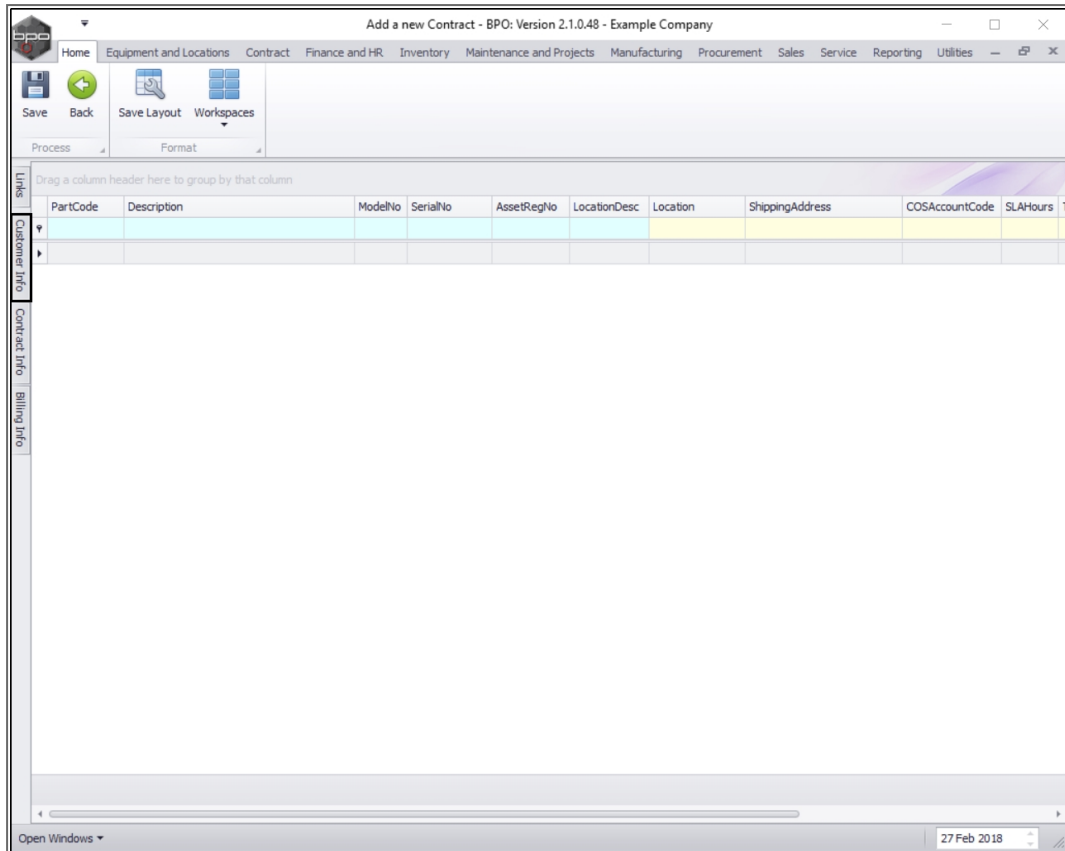 bpo
Add a new Contract - BPO: Version 2.1.0.48 - Example Company
Home Equipment and Locations Contract Finance and HR Inventory Maintenance and Projects Manufacturing Procurement Sales Service Reporting Utilities
Save Back Save Layout Workspaces
Process Format
Links
Drag a column header here to group by that column
PartCode Description ModelNo SerialNo AssetRegNo LocationDesc Location ShippingAddress COSAccountCode SLAHours
Customer Info
Contract Info
Billing Info
Open Windows 27 Feb 2018